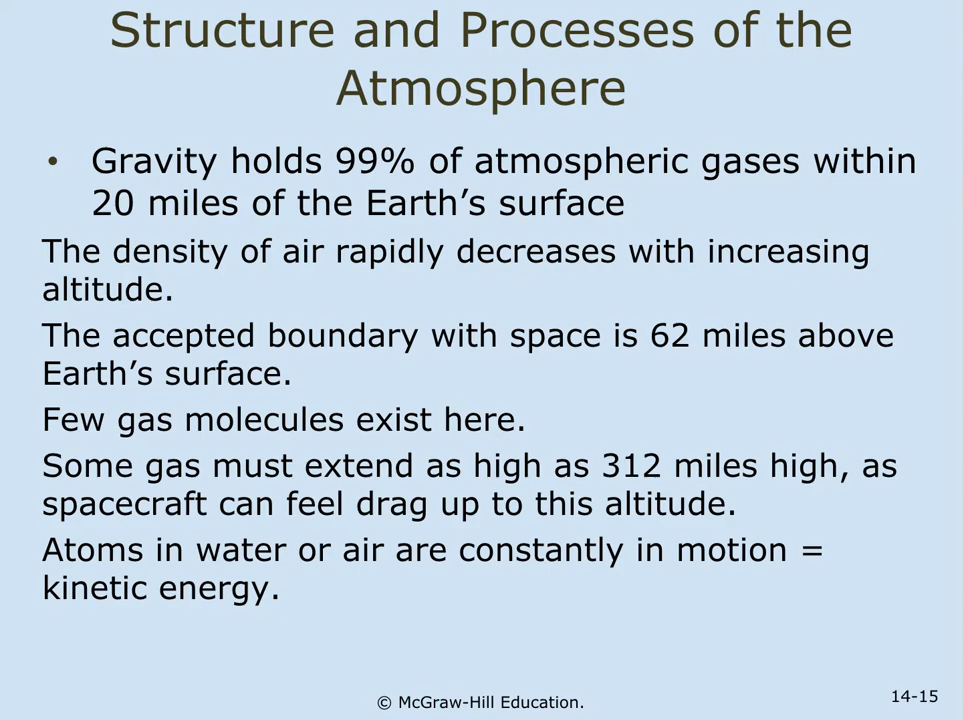 Structure and Processes of the
Atmosphere
• Gravity holds 99% of atmospheric gases within
20 miles of the Earth’s surface
The density of air rapidly decreases with increasing
altitude.
The accepted boundary with space is 62 miles above
Earth’s surface.
Few gas molecules exist here.
Some gas must extend as high as 312 miles high, as
spacecraft can feel drag up to this altitude.
Atoms in water or air are constantly in motion =
kinetic energy.
© McGraw-Hill Education.
14-15